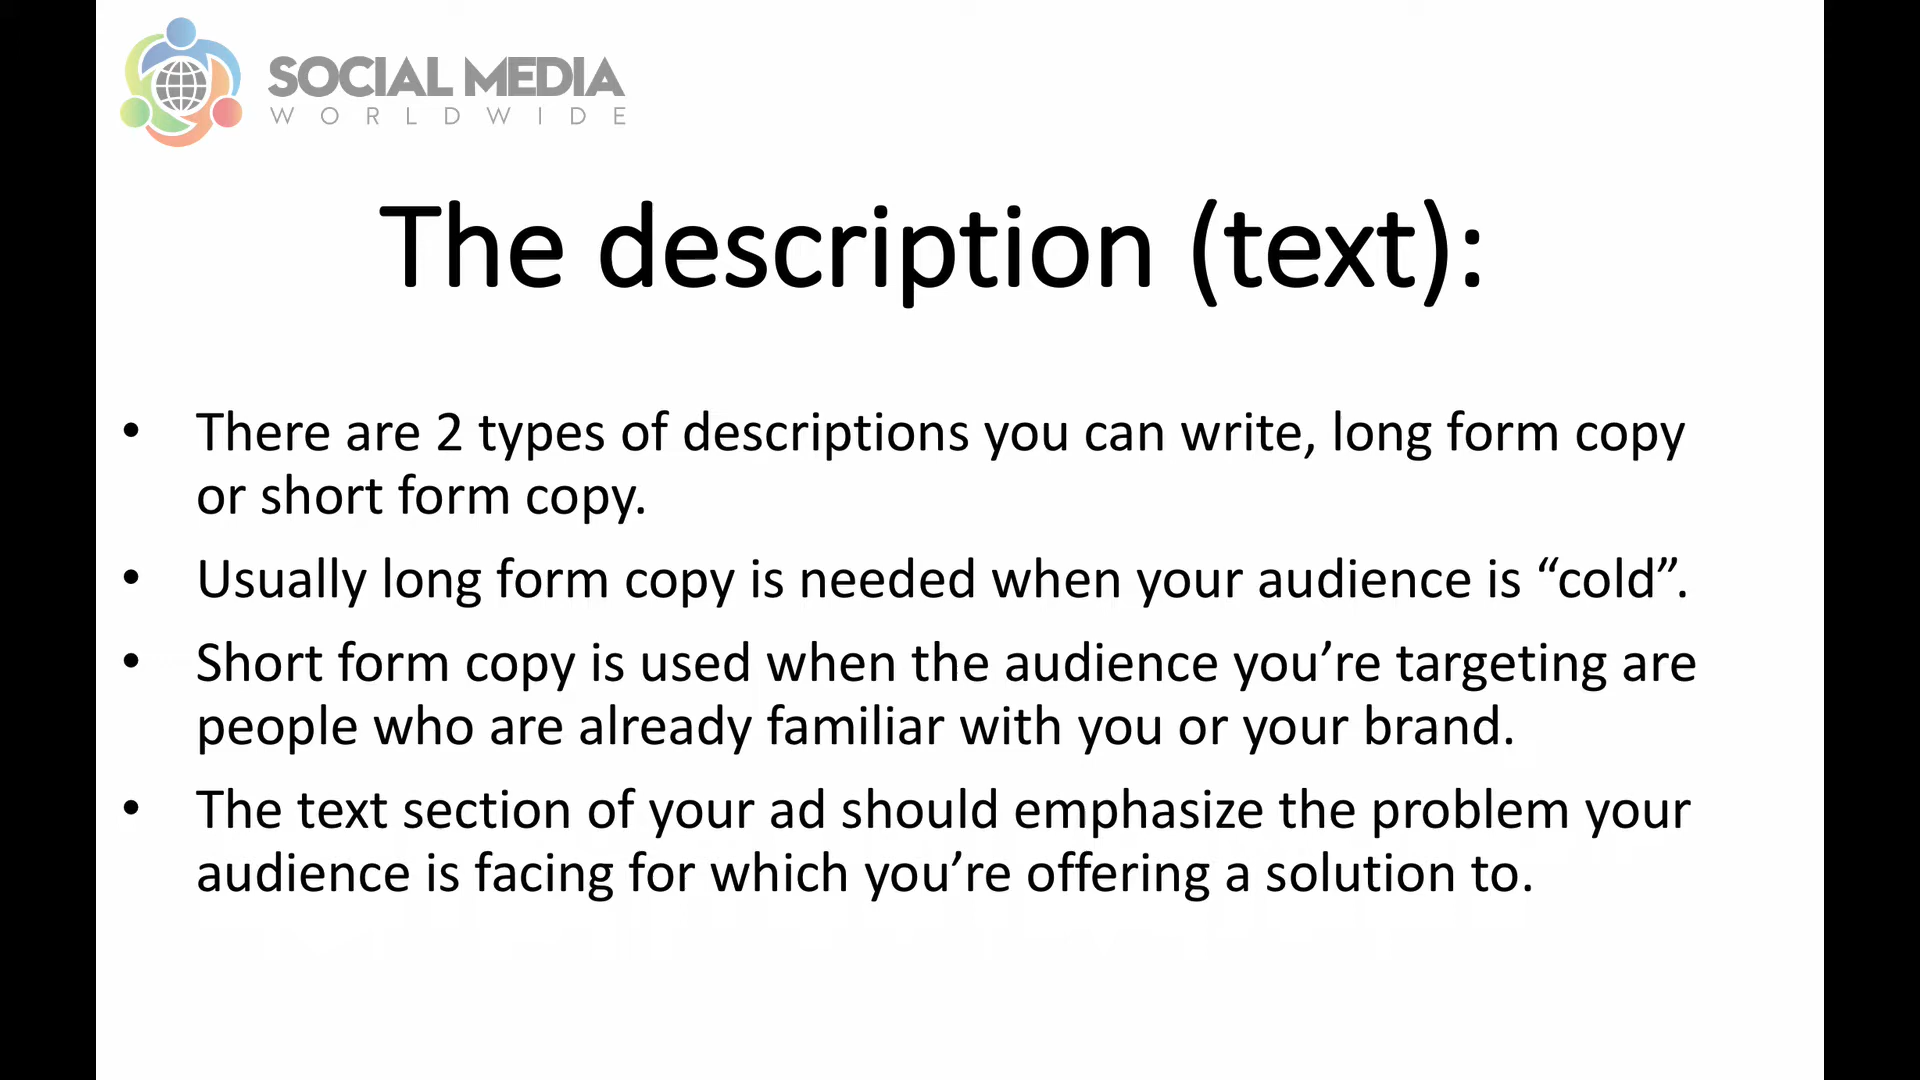 SOCIAL MEDIA
WORLDWIDE
The description (text):
• There are 2 types of descriptions you can write, long form copy
or short form copy.
• Usually long form copy is needed when your audience is “cold”.
• Short form copy is used when the audience you’re targeting are
people who are already familiar with you or your brand.
• The text section of your ad should emphasize the problem your
audience is facing for which you’re offering a solution to.